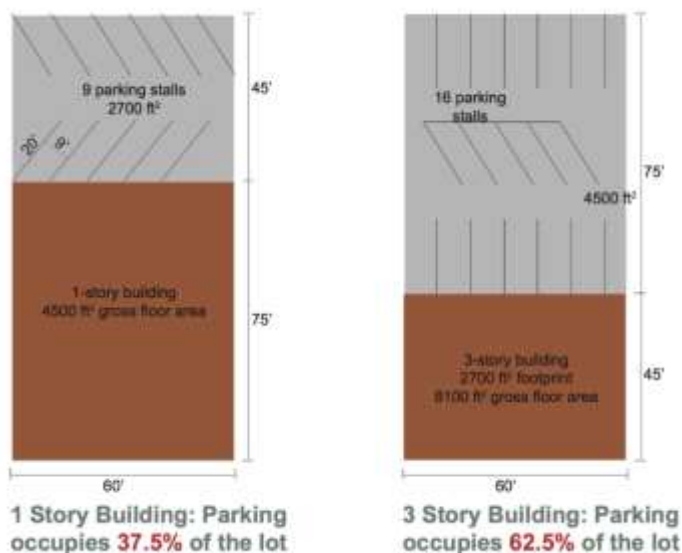 9 parking stalls
2700 ft²
45'
20'
9'
1-story building
4500 ft² gross floor area
75'
60'
1 Story Building: Parking
occupies 37.5% of the lot
16 parking
stalls
75'
4500 ft²
3-story building
2700 ft² footprint
8100 ft² gross floor area
45'
60'
3 Story Building: Parking
occupies 62.5% of the lot